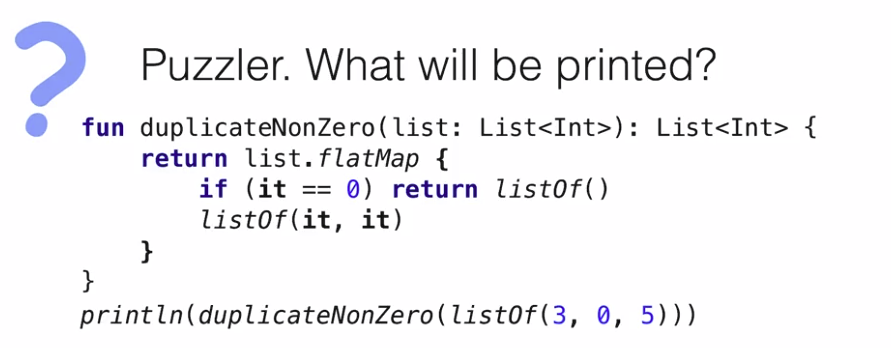 ?
Puzzler. What will be printed?
fun duplicateNonZero(list: List<Int>): List<Int> {
    return list.flatMap {
        if (it == 0) return listOf()
        listOf(it, it)
    }
}
println(duplicateNonZero(listOf(3, 0, 5)))